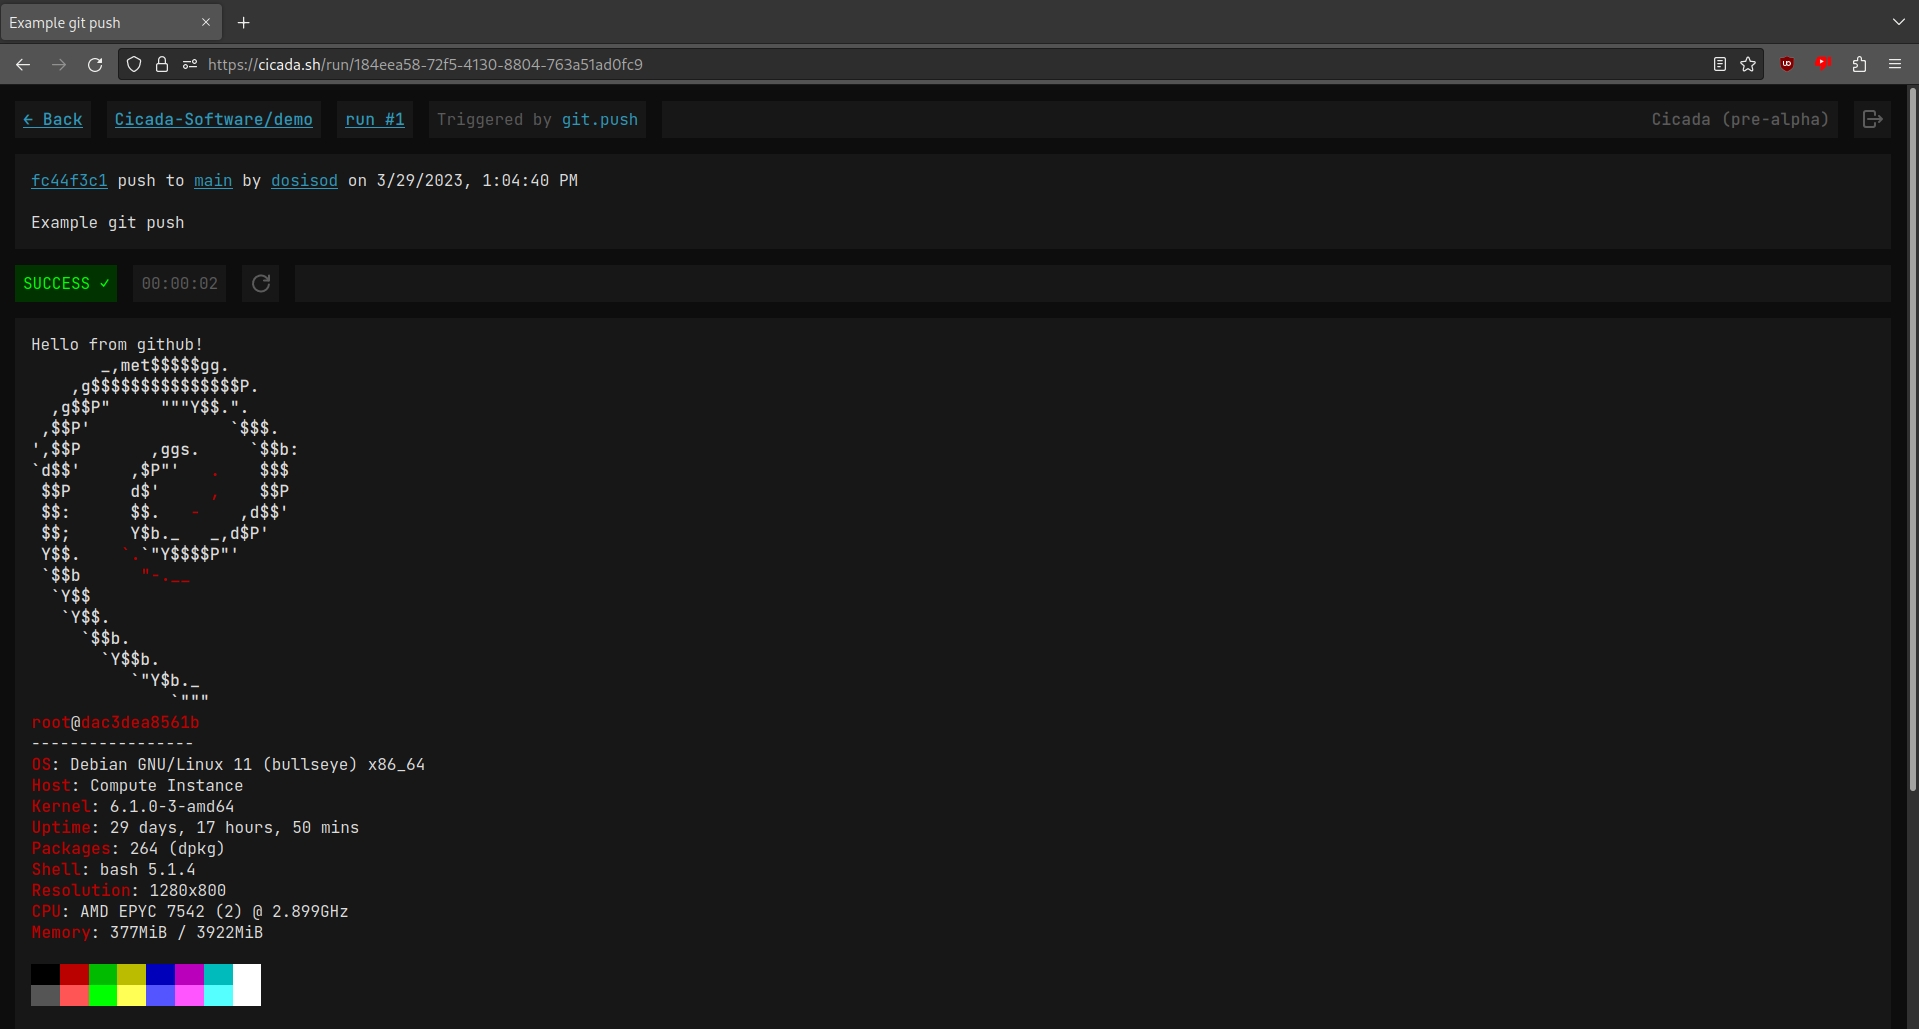 Example git push
https://cicada.sh/run/184eea58-72f5-4130-8804-763a51ad0fc9
← Back Cicada-Software/demo run #1 Triggered by git.push Cicada (pre-alpha)
fc44f3c1 push to main by dosisod on 3/29/2023, 1:04:40 PM
Example git push
SUCCESS ✓ 00:00:02
Hello from github!
       _,met$$$$$gg.
    ,g$$$$$$$$$$$$$$$P.
  ,g$$P"     """Y$$.".
 ,$$P'              `$$$.
',$$P       ,ggs.     `$$b:
`d$$'     ,$P"'   .    $$$
 $$P      d$'     ,    $$P
 $$:      $$.   -    ,d$$'
 $$;      Y$b._   _,d$P'
 Y$$.    `.`"Y$$$$P"'
 `$$b      "-.__
  `Y$$
   `Y$$.
     `$$b.
       `Y$$b.
          `"Y$b._
              `"""
root@dac3dea8561b
-----------------
OS: Debian GNU/Linux 11 (bullseye) x86_64
Host: Compute Instance
Kernel: 6.1.0-3-amd64
Uptime: 29 days, 17 hours, 50 mins
Packages: 264 (dpkg)
Shell: bash 5.1.4
Resolution: 1280x800
CPU: AMD EPYC 7542 (2) @ 2.899GHz
Memory: 377MiB / 3922MiB